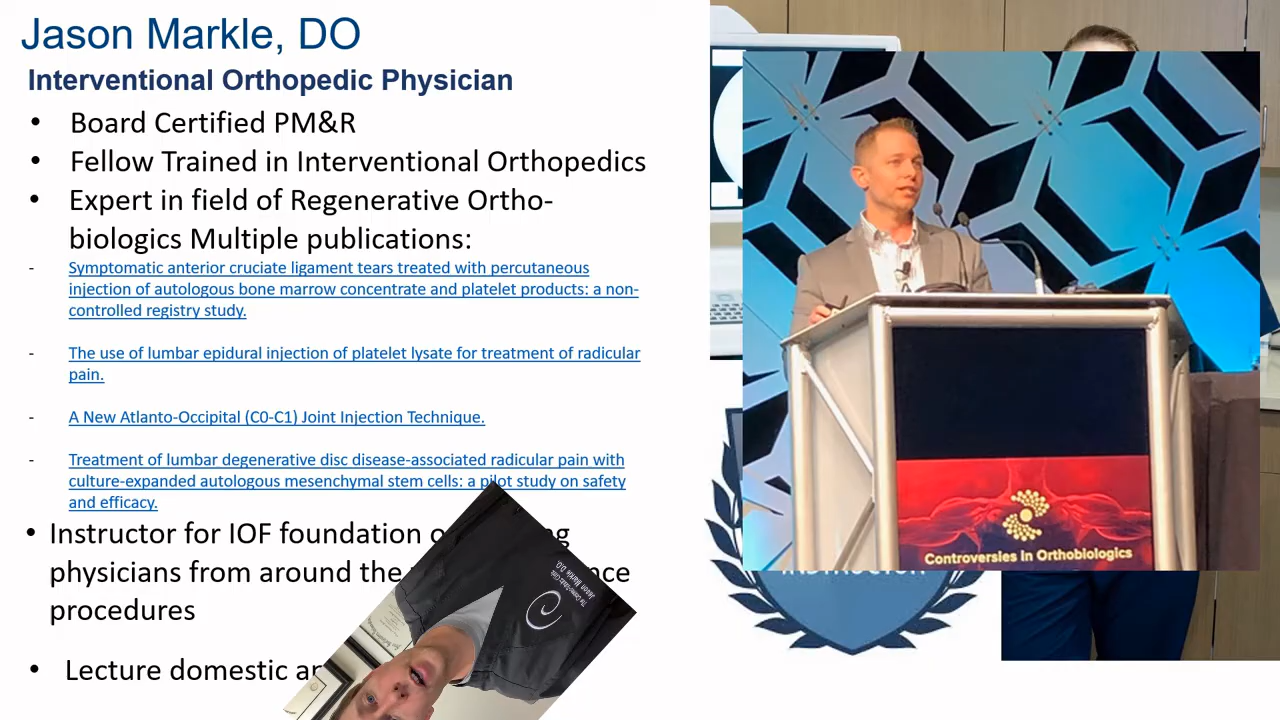 Jason Markle, DO
Interventional Orthopedic Physician
• Board Certified PM&R
• Fellow Trained in Interventional Orthopedics
• Expert in field of Regenerative Ortho-
biologics Multiple publications:
- Symptomatic anterior cruciate ligament tears treated with percutaneous
injection of autologous bone marrow concentrate and platelet products: a non-
controlled registry study.
- The use of lumbar epidural injection of platelet lysate for treatment of radicular
pain.
- A New Atlanto-Occipital (C0-C1) Joint Injection Technique.
- Treatment of lumbar degenerative disc disease-associated radicular pain with
culture-expanded autologous mesenchymal stem cells: a pilot study on safety
and efficacy.
• Instructor for IOF foundation
physicians from around the
procedures
• Lecture domestic
Controversies in Orthobiologics
Jason Markle D.O.